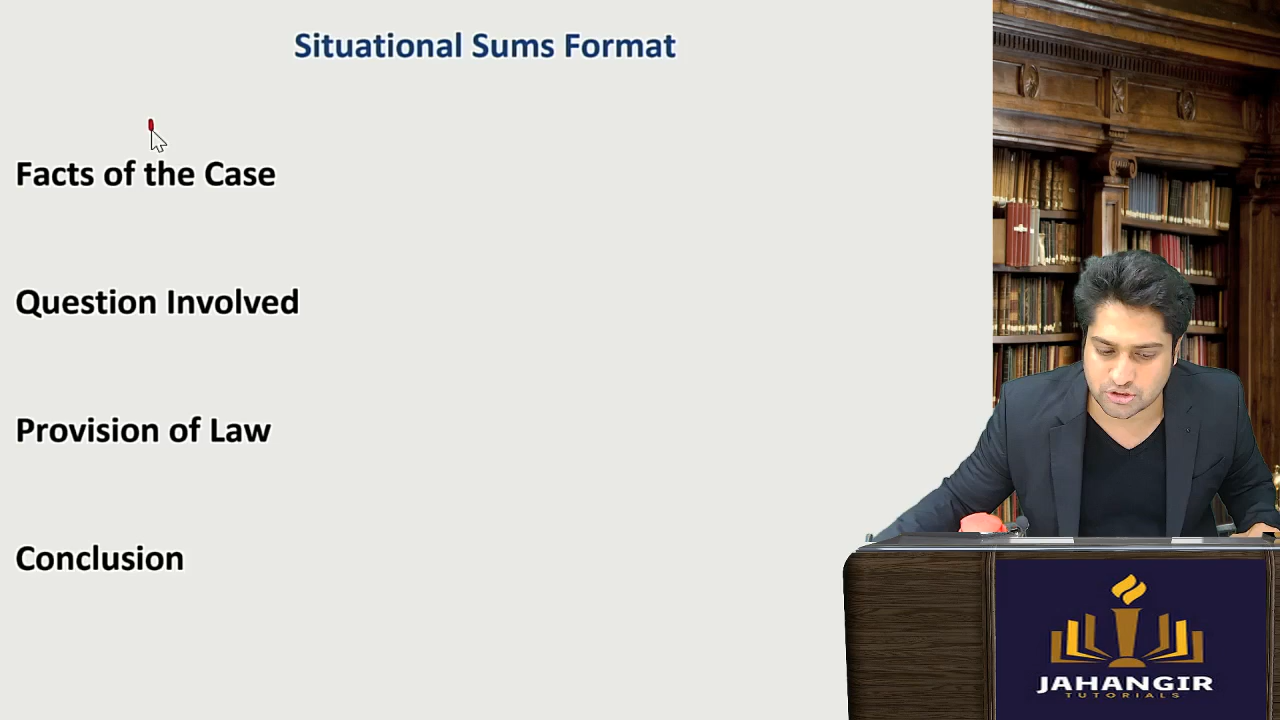 Situational Sums Format
Facts of the Case
Question Involved
Provision of Law
Conclusion
JAHANGIR
TUTORIALS